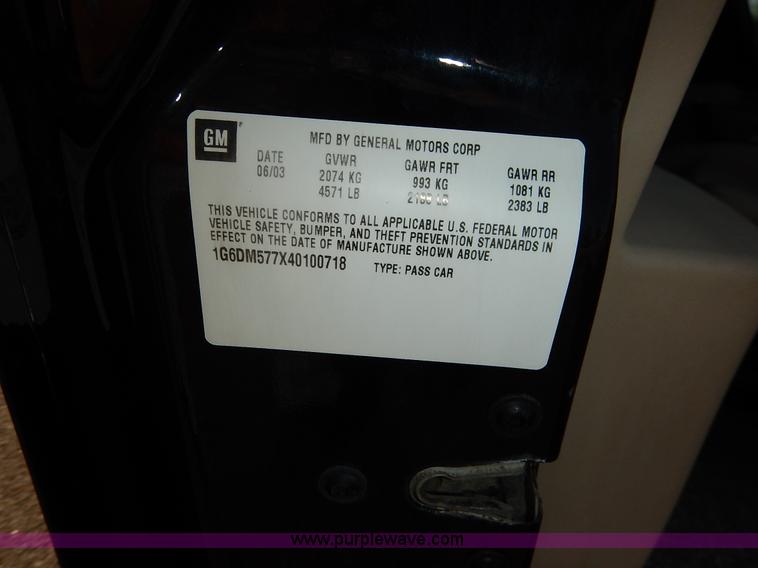 GM
MFD BY GENERAL MOTORS CORP
DATE GVWR GAWR FRT GAWR RR
06/03 2074 KG 993 KG 1081 KG
4571 LB LB 2383 LB
THIS VEHICLE CONFORMS TO ALL APPLICABLE U.S. FEDERAL MOTOR
VEHICLE SAFETY, BUMPER, AND THEFT PREVENTION STANDARDS IN
EFFECT ON THE DATE OF MANUFACTURE SHOWN ABOVE.
1G6DM577X40100718 TYPE: PASS CAR
www.purplewave.com